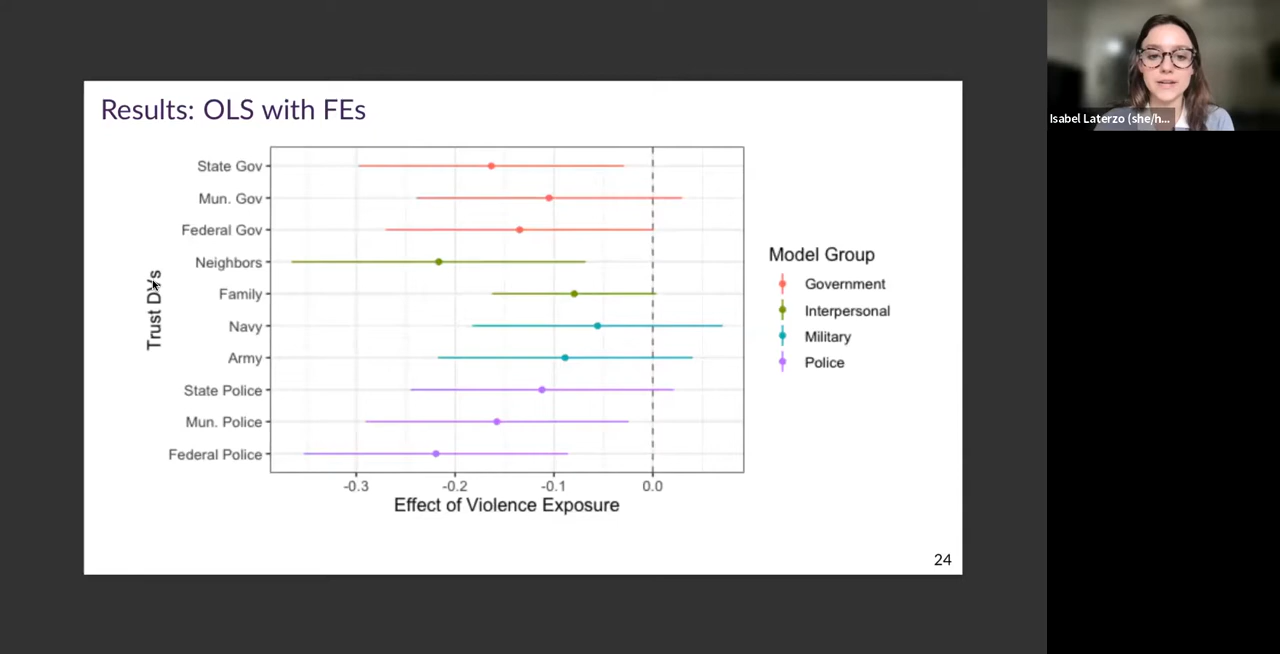 Results: OLS with FEs
State Gov
Mun. Gov
Federal Gov
Neighbors
Family
Navy
Army
State Police
Mun. Police
Federal Police
Trust DVs
-0.3
-0.2
-0.1
0.0
Effect of Violence Exposure
Model Group
Government
Interpersonal
Military
Police
24
Isabel Laterzo (she/h...